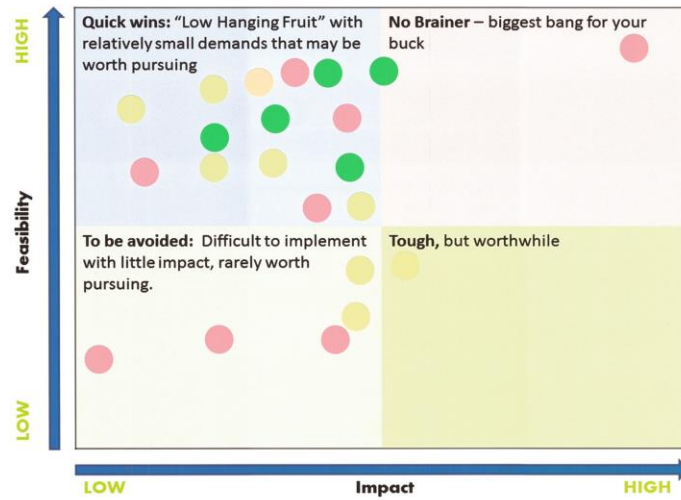 HIGH
Quick wins: “Low Hanging Fruit” with
relatively small demands that may be
worth pursuing
No Brainer – biggest bang for your
buck
Feasibility
To be avoided:  Difficult to implement
with little impact, rarely worth
pursuing.
Tough, but worthwhile
LOW
LOW
Impact
HIGH